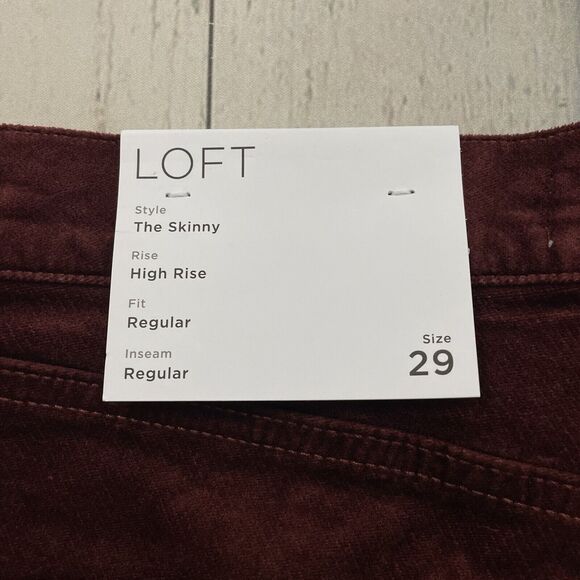 LOFT
Style
The Skinny
Rise
High Rise
Fit
Regular
Inseam
Regular
Size
29